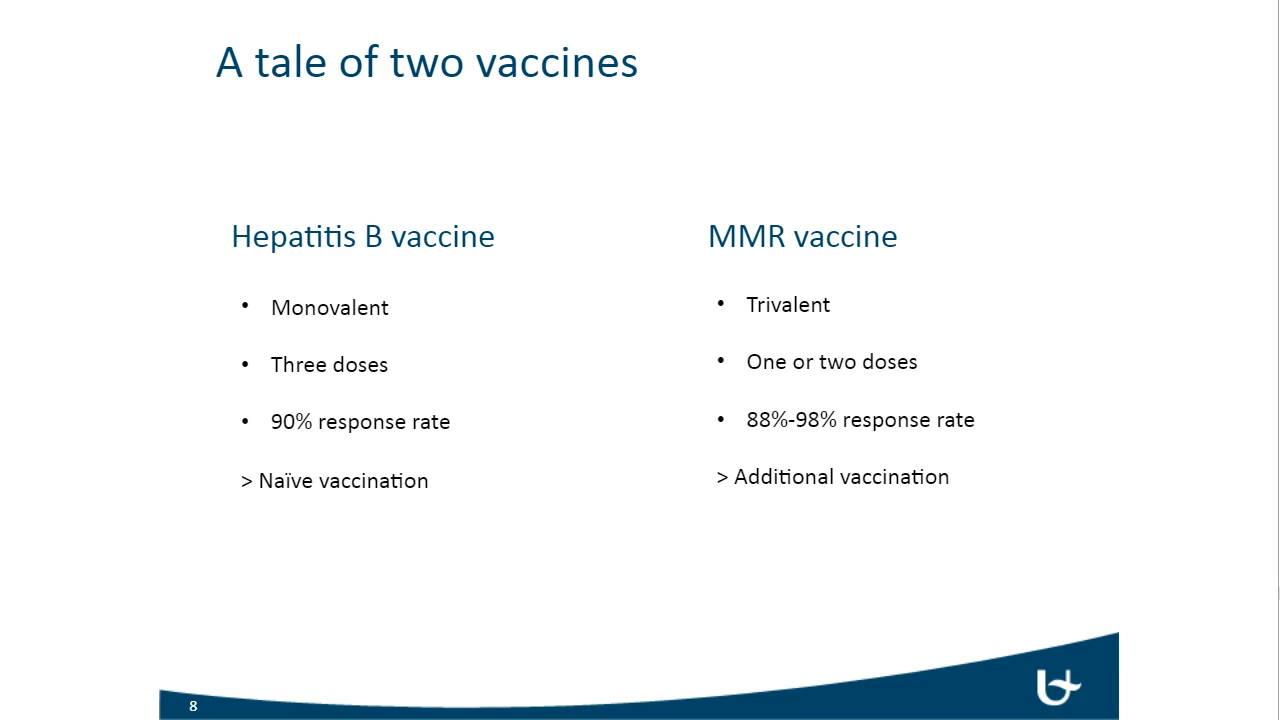 A tale of two vaccines
Hepatitis B vaccine
• Monovalent
• Three doses
• 90% response rate
> Naïve vaccination
MMR vaccine
• Trivalent
• One or two doses
• 88%-98% response rate
> Additional vaccination
8